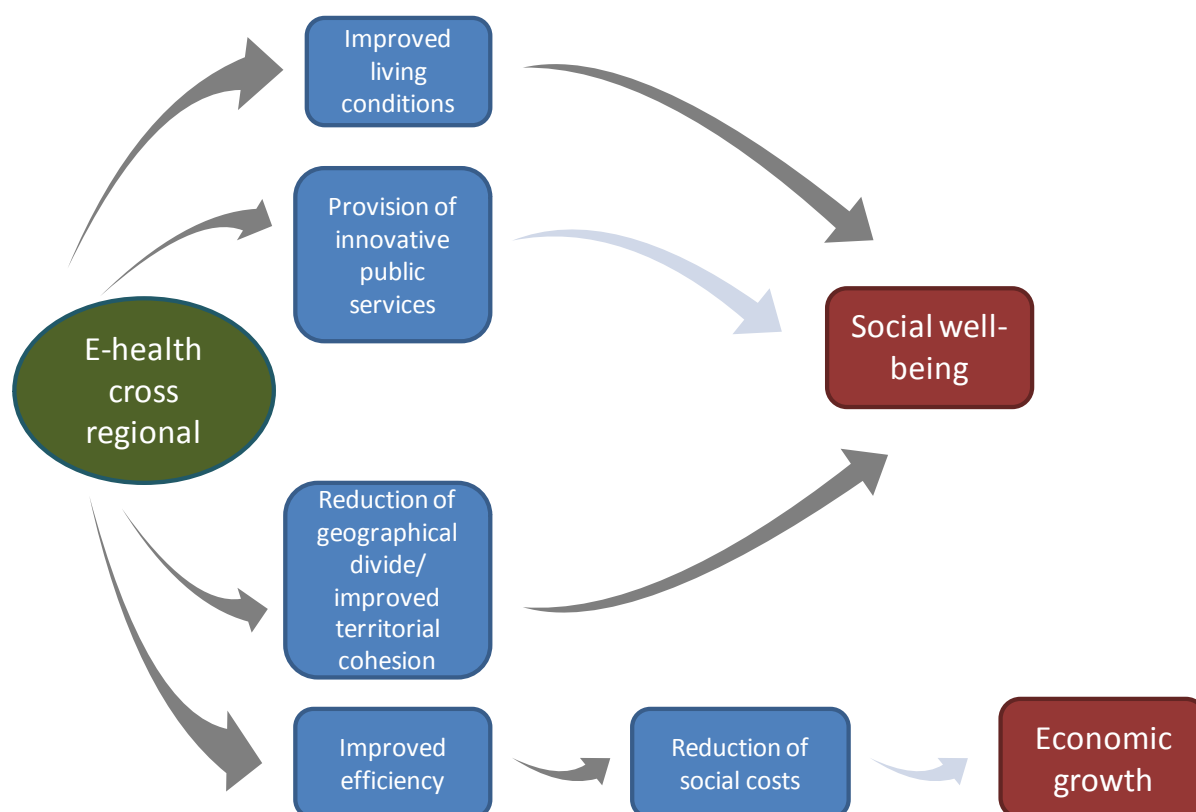 Improved
living
conditions
Provision of
innovative
public
services
E-health
cross
regional
Social well-
being
Reduction of
geographical
divide/
improved
territorial
cohesion
Improved
efficiency
Reduction of
social costs
Economic
growth